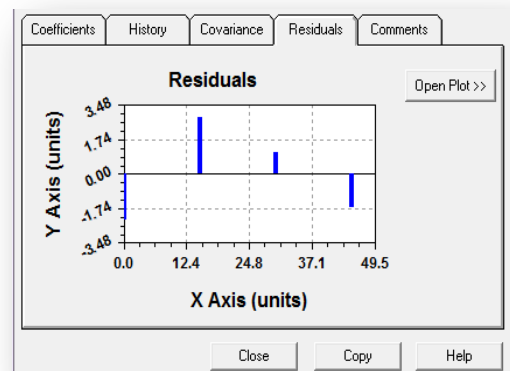 Coefficients History Covariance Residuals Comments
Residuals
Open Plot >>
Y Axis (units)
3.48
1.74
0.00
-1.74
-3.48
0.0 12.4 24.8 37.1 49.5
X Axis (units)
Close Copy Help